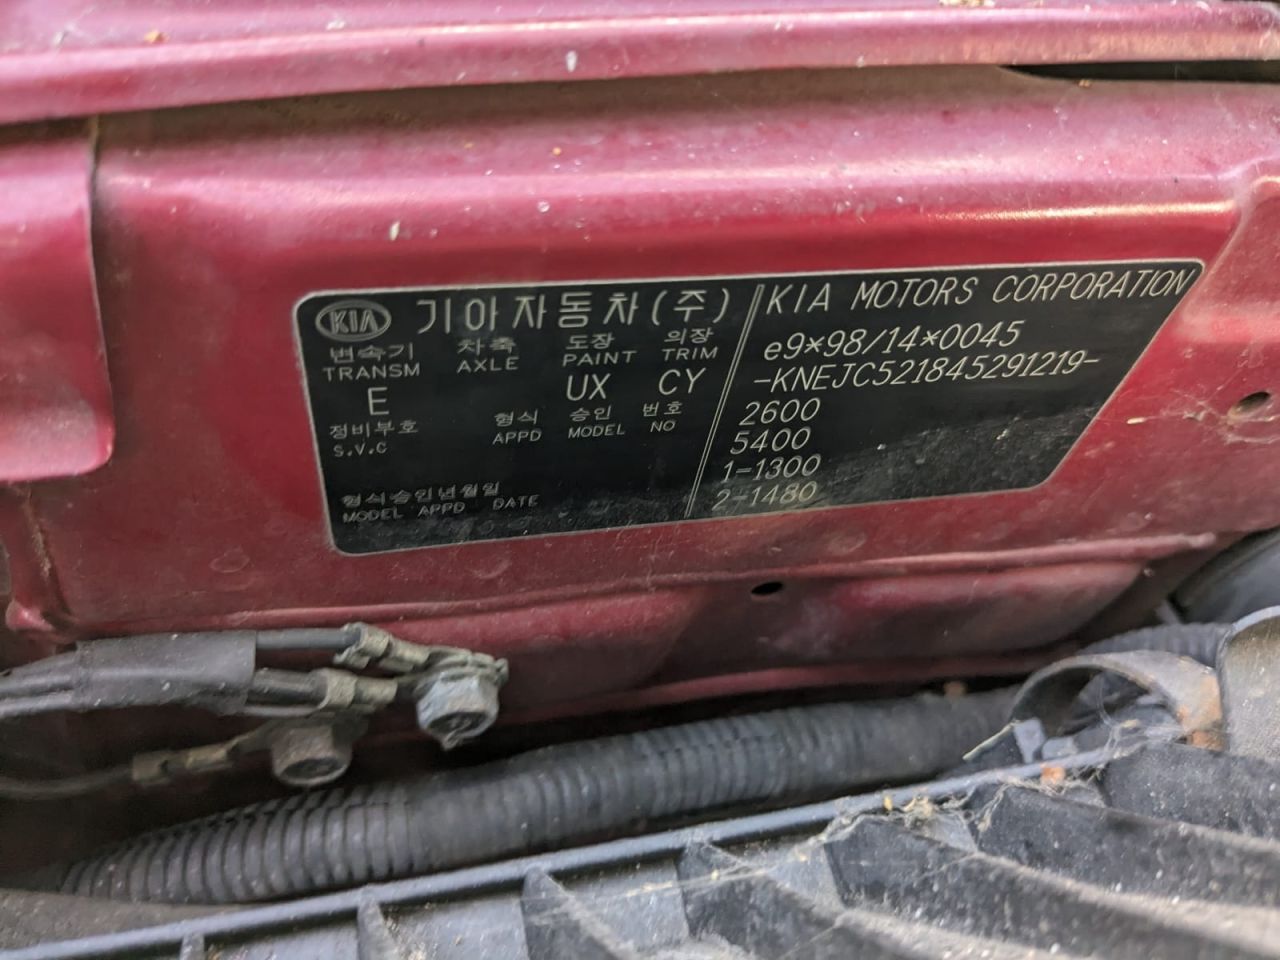 KIA 기아자동차(주)
변속기 차축 도장 의장
TRANSM AXLE PAINT TRIM
E UX CY
정비부호 형식 승인 번호
S.V.C APPD MODEL NO
형식승인년월일
MODEL APPD DATE
KIA MOTORS CORPORATION
e9*98/14*0045
-KNEJC521845291219-
2600
5400
1-1300
2-1480